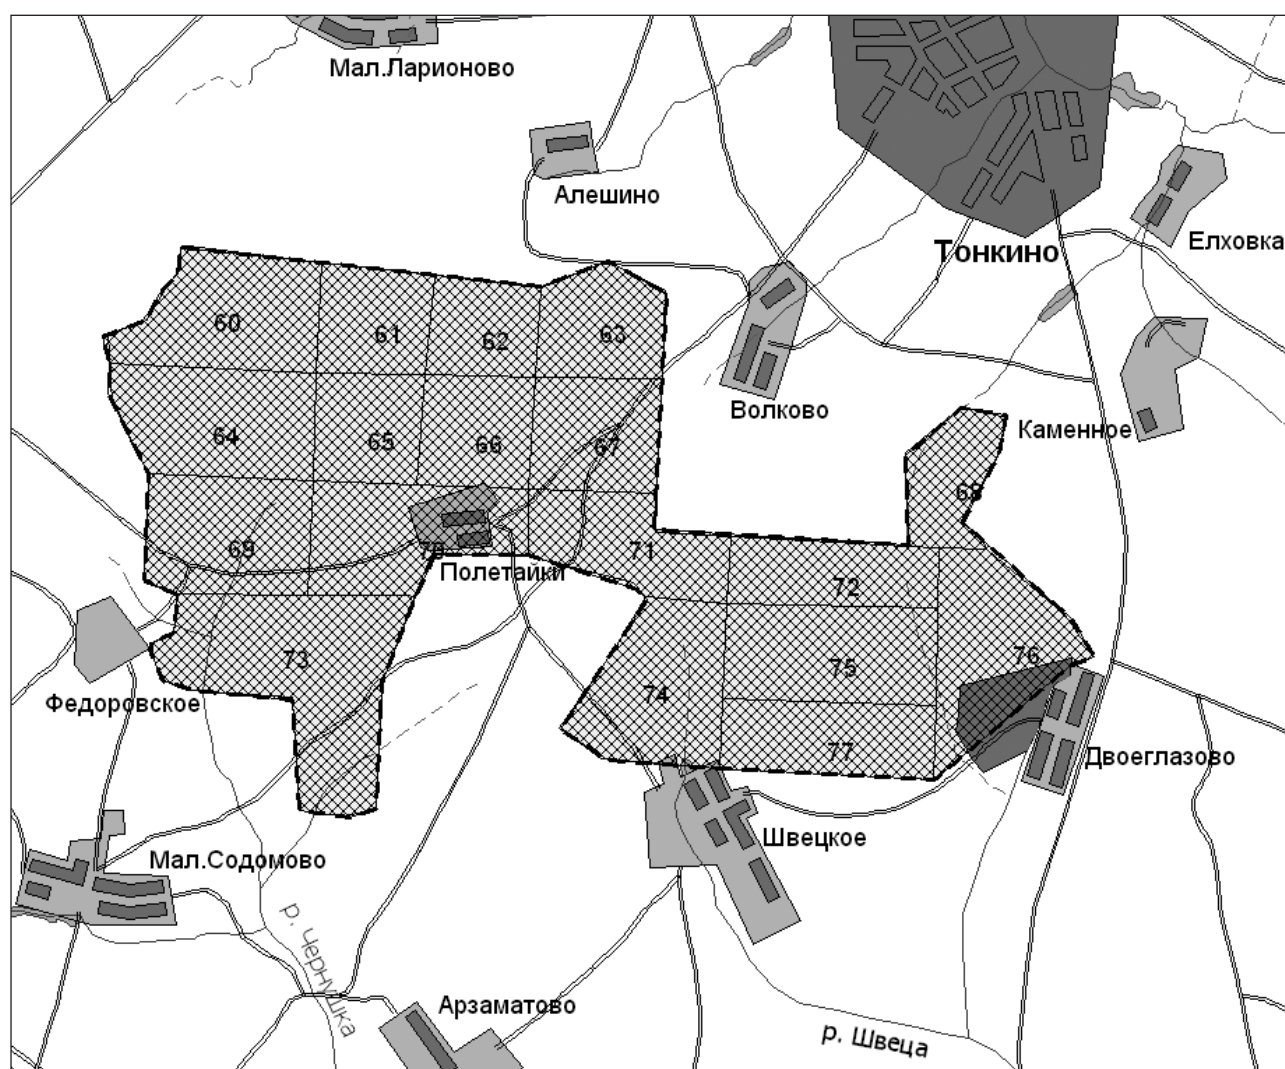 Мал.Ларионово
Алешино
Тонкино
Елховка
60
61
62
63
Волково
Каменное
64
65
66
67
68
69
70
71
Полетайки
72
73
74
75
76
Федоровское
77
Двоеглазово
Швецкое
Мал.Содомово
р. Чернушка
Арзаматово
р. Швеца